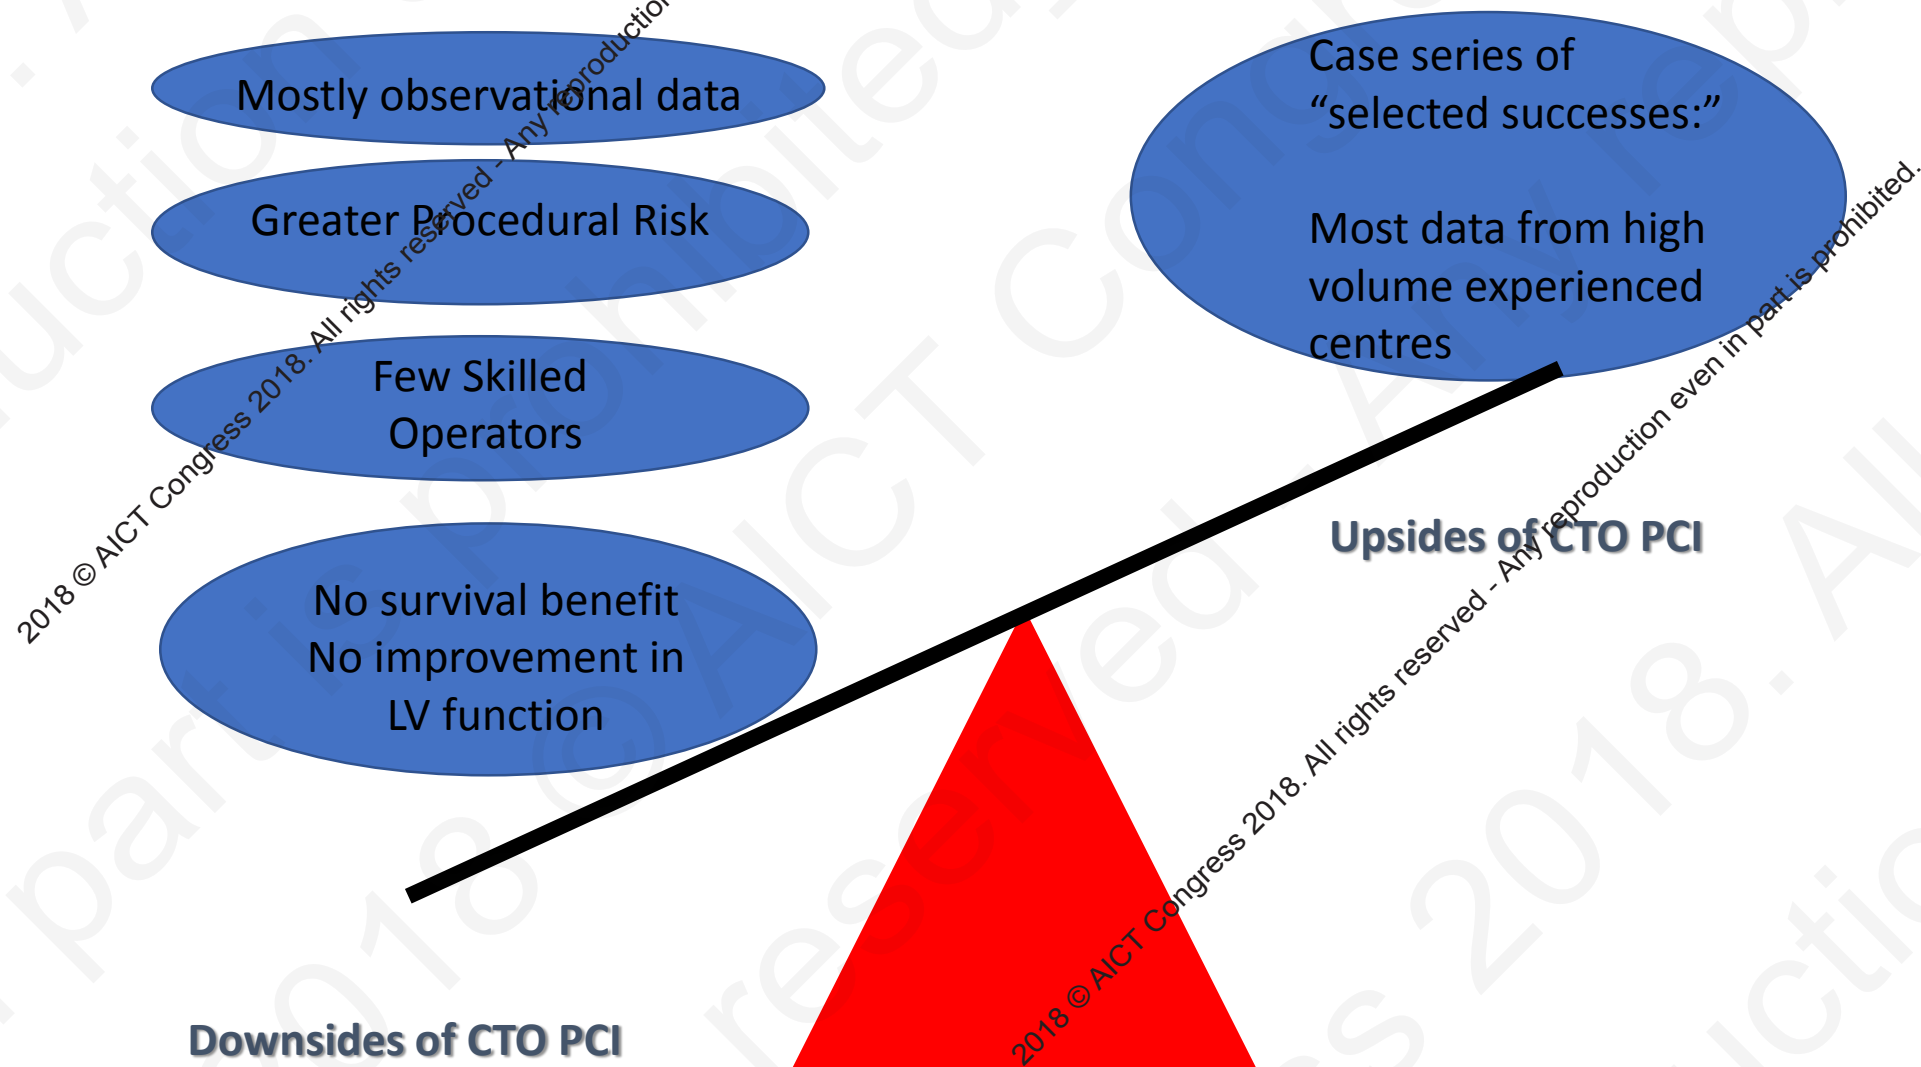 Mostly observational data
Greater Procedural Risk
Few Skilled
Operators
No survival benefit
No improvement in
LV function
Downsides of CTO PCI
Case series of
“selected successes:”
Most data from high
volume experienced
centres
Upsides of CTO PCI
2018 © AICT Congress 2018. All rights reserved - Any reproduction
2018 © AICT Congress 2018. All rights reserved - Any reproduction even in part is prohibited.